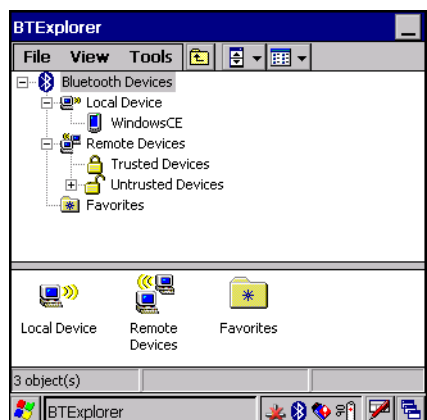 BTExplorer
File View Tools
Bluetooth Devices
Local Device
WindowsCE
Remote Devices
Trusted Devices
Untrusted Devices
Favorites
Local Device Remote Favorites
Devices
3 object(s)
BTExplorer